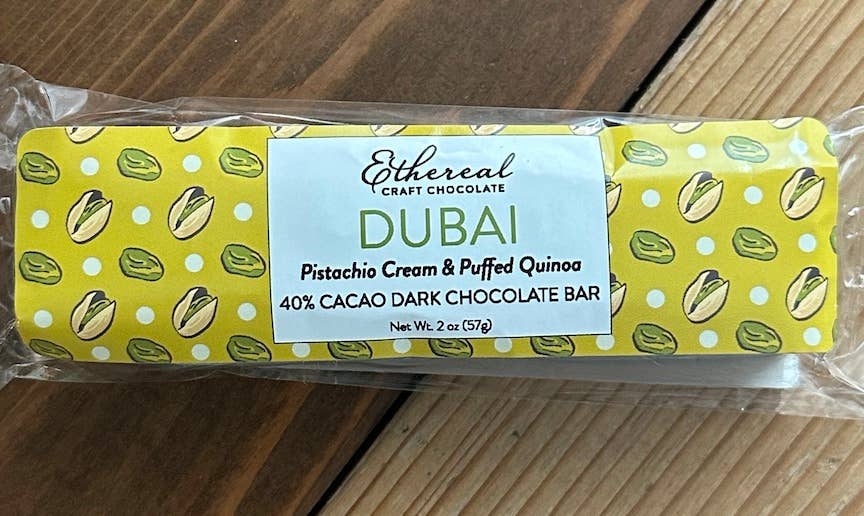 Ethereal
CRAFT CHOCOLATE
DUBAI
Pistachio Cream & Puffed Quinoa
40% CACAO DARK CHOCOLATE BAR
Net Wt. 2 oz (57g)